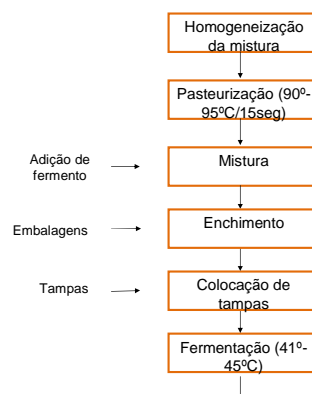 Homogeneização
da mistura
Pasteurização (90º-
95ºC/15seg)
Adição de
fermento
Mistura
Embalagens
Enchimento
Tampas
Colocação de
tampas
Fermentação (41º-
45ºC)